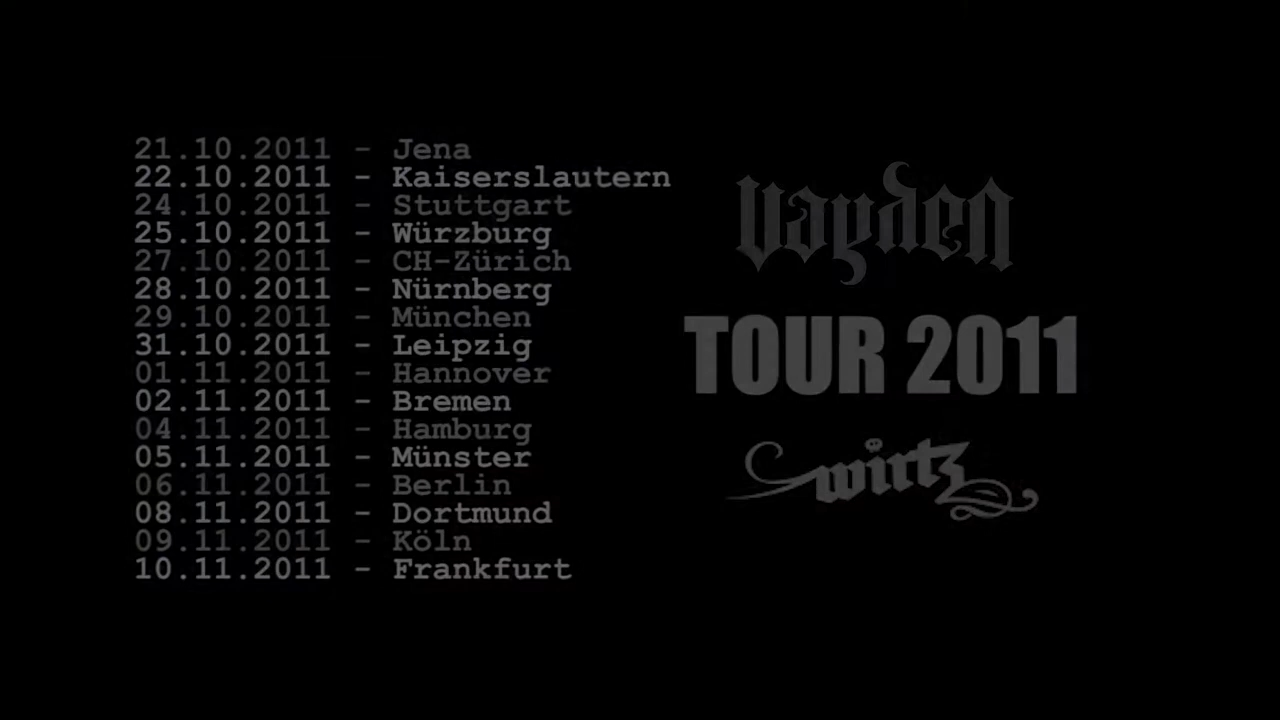 21.10.2011 - Jena
22.10.2011 - Kaiserslautern
24.10.2011 - Stuttgart
25.10.2011 - Würzburg
27.10.2011 - CH-Zürich
28.10.2011 - Nürnberg
29.10.2011 - München
31.10.2011 - Leipzig
01.11.2011 - Hannover
02.11.2011 - Bremen
04.11.2011 - Hamburg
05.11.2011 - Münster
06.11.2011 - Berlin
08.11.2011 - Dortmund
09.11.2011 - Köln
10.11.2011 - Frankfurt
Vayden
TOUR 2011
wirtz